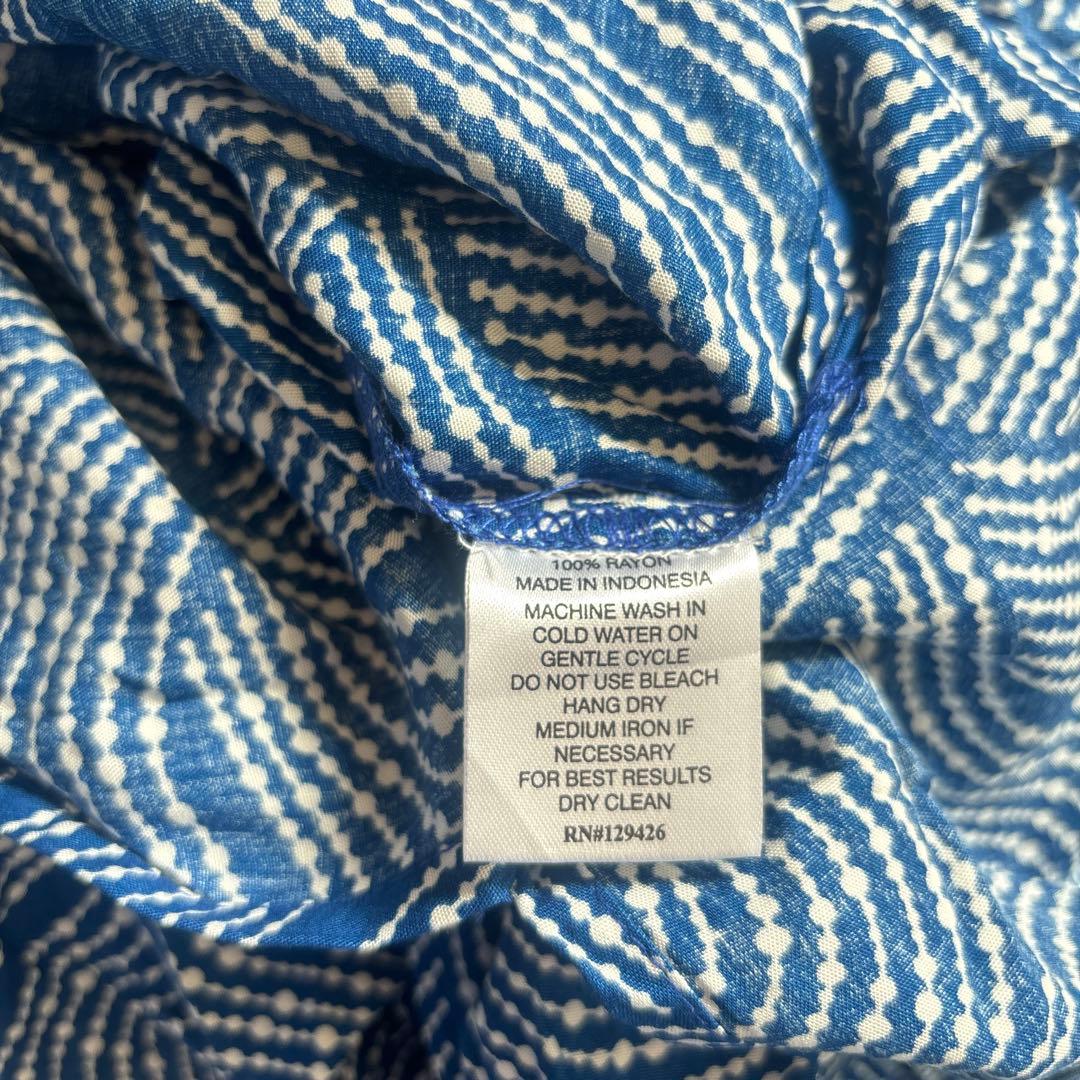 100% RAYON
MADE IN INDONESIA
MACHINE WASH IN
COLD WATER ON
GENTLE CYCLE
DO NOT USE BLEACH
HANG DRY
MEDIUM IRON IF
NECESSARY
FOR BEST RESULTS
DRY CLEAN
RN#129426